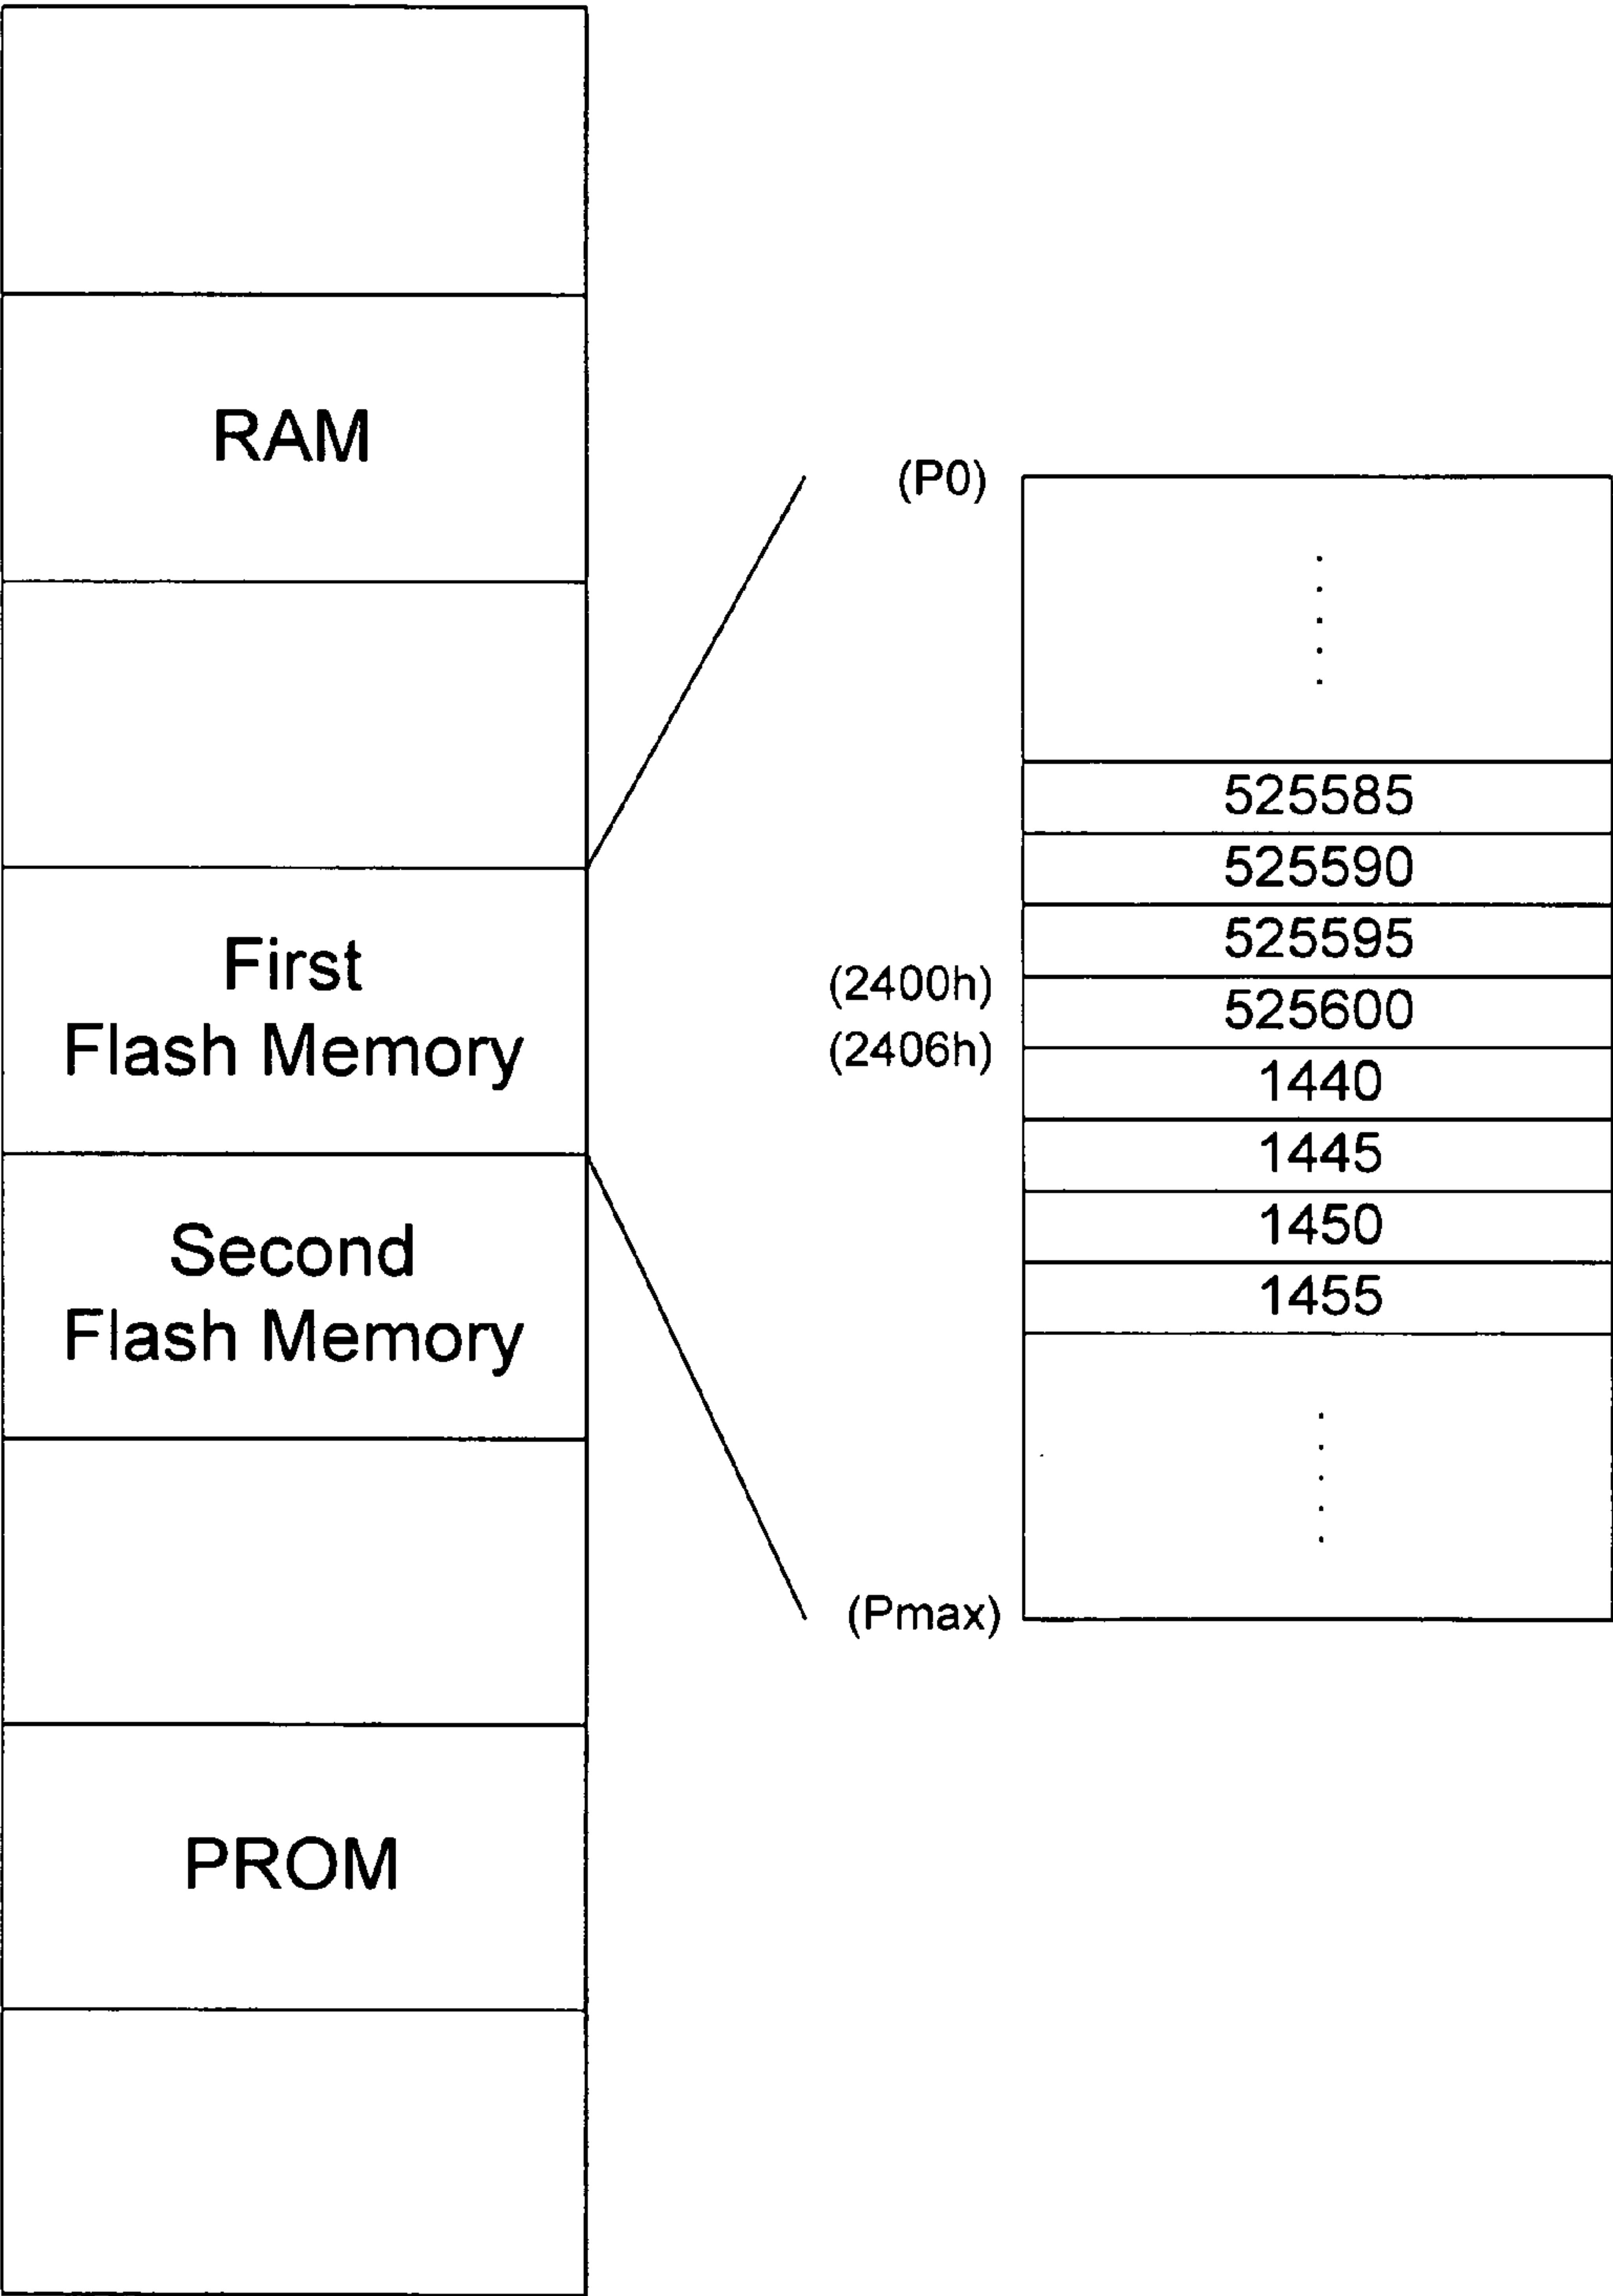 RAM
First
Flash Memory
Second
Flash Memory
PROM
(P0)
525585
525590
525595
(2400h)
525600
(2406h)
1440
1445
1450
1455
(Pmax)